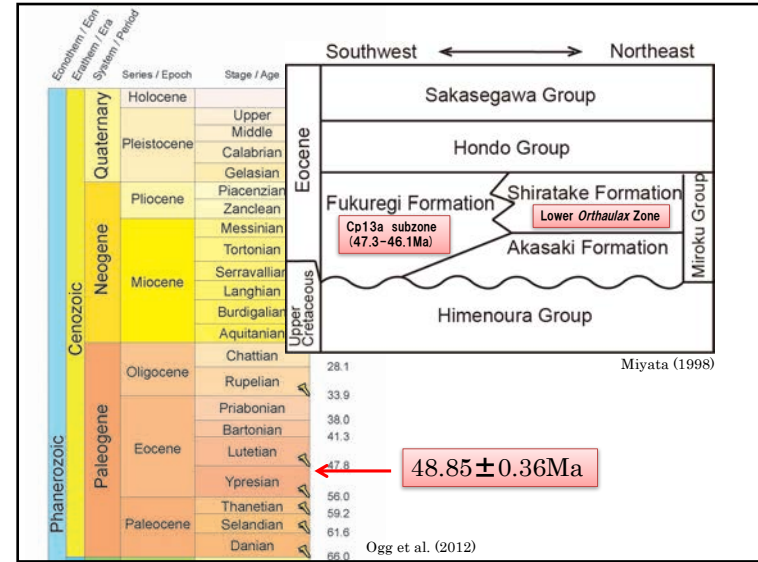 Eonothem / Eon
Erathem / Era
System / Period
Series / Epoch
Stage / Age
Phanerozoic
Cenozoic
Quaternary
Neogene
Paleogene
Holocene
Pleistocene
Pliocene
Miocene
Oligocene
Eocene
Paleocene
Upper
Middle
Calabrian
Gelasian
Piacenzian
Zanclean
Messinian
Tortonian
Serravallian
Langhian
Burdigalian
Aquitanian
Chattian
Rupelian
Priabonian
Bartonian
Lutetian
Ypresian
Thanetian
Selandian
Danian
28.1
33.9
38.0
41.3
47.8
56.0
59.2
61.6
66.0
Southwest
Northeast
Eocene
Upper
Cretaceous
Sakasegawa Group
Hondo Group
Fukuregi Formation
Cp13a subzone
(47.3-46.1Ma)
Shiratake Formation
Lower Orthaulax Zone
Akasaki Formation
Miroku Group
Himenoura Group
Miyata (1998)
48.85±0.36Ma
Ogg et al. (2012)